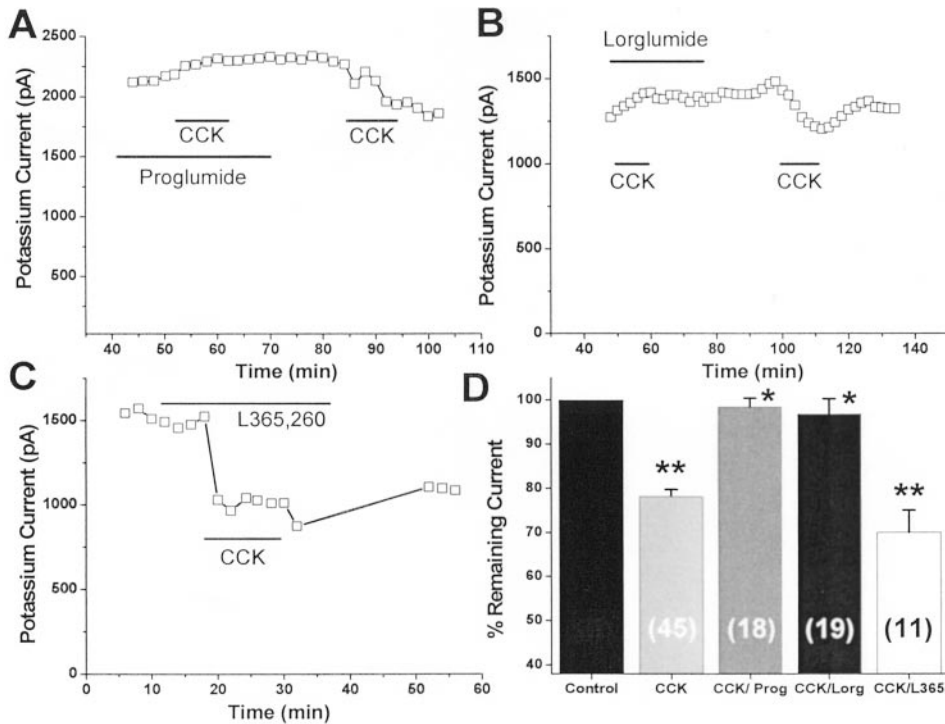 A
Potassium Current (pA)
2500
2000
1500
1000
500
CCK
CCK
Proglumide
40 50 60 70 80 90 100
Time (min)
B
Potassium Current (pA)
1500
1000
500
0
Lorglumide
CCK
CCK
40 60 80 100 120 140
Time (min)
C
Potassium Current (pA)
1500
1000
500
0
L365,260
CCK
0 10 20 30 40 50 60
Time (min)
D
% Remaining Current
100
90
80
70
60
50
40
**
*
*
**
(45) (18) (19) (11)
Control CCK CCK/ Prog CCK/Lorg CCK/L365